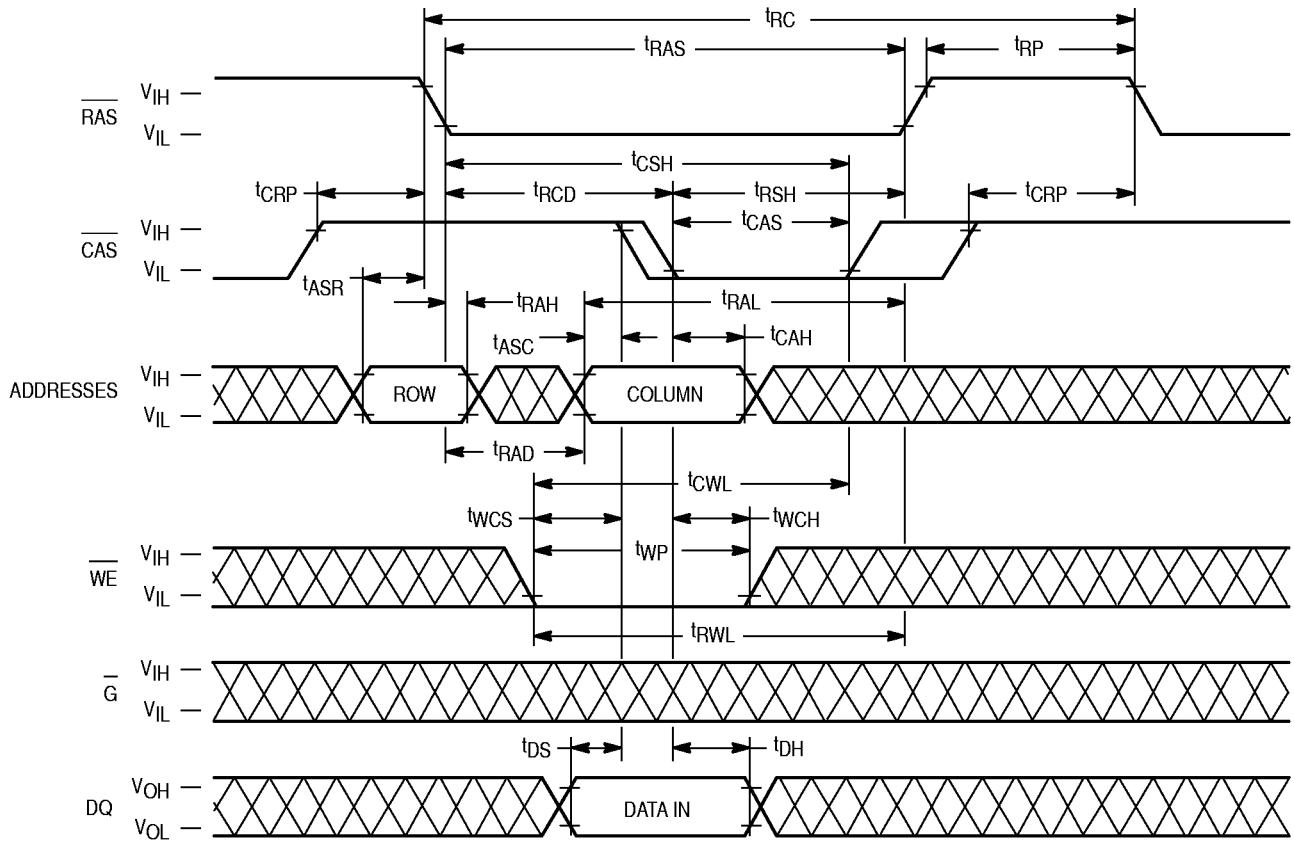 tRC
tRAS tRP
RAS VIH
VIL
tCSH
tCRP tRCD tRSH tCRP
tCAS
CAS VIH
VIL
tASR
tRAH tRAL
tASC tCAH
ADDRESSES VIH
VIL
ROW COLUMN
tRAD
tCWL
tWCS tWCH
tWP
WE VIH
VIL
tRWL
G VIH
VIL
tDS tDH
DQ VOH
VOL
DATA IN